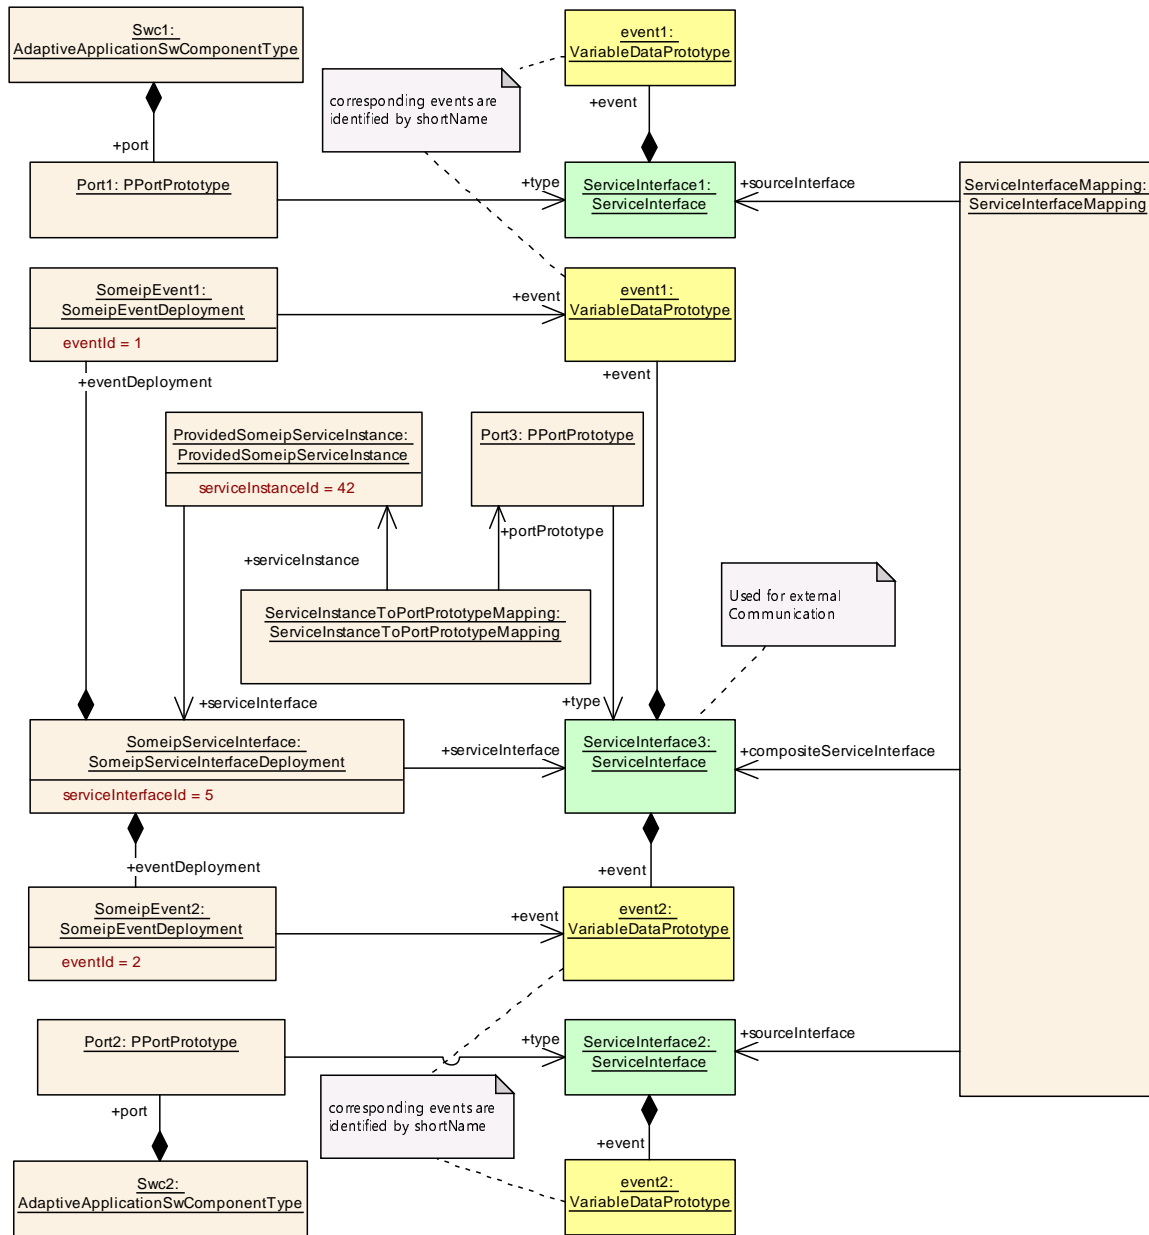 Swc1:
AdaptiveApplicationSwComponentType
event1:
VariableDataPrototype
corresponding events are
identified by shortName
+event
+port
Port1: PPortPrototype
+type
ServiceInterface1:
ServiceInterface
+sourceInterface
ServiceInterfaceMapping:
ServiceInterfaceMapping
SomeipEvent1:
SomeipEventDeployment
eventId = 1
+event
event1:
VariableDataPrototype
+eventDeployment
+event
ProvidedSomeipServiceInstance:
ProvidedSomeipServiceInstance
serviceInstanceId = 42
Port3: PPortPrototype
+portPrototype
+serviceInstance
Used for external
Communication
ServiceInstanceToPortPrototypeMapping:
ServiceInstanceToPortPrototypeMapping
+serviceInterface
+type
SomeipServiceInterface:
SomeipServiceInterfaceDeployment
serviceInterfaceId = 5
+serviceInterface
ServiceInterface3:
ServiceInterface
+compositeServiceInterface
+eventDeployment
+event
SomeipEvent2:
SomeipEventDeployment
eventId = 2
+event
event2:
VariableDataPrototype
Port2: PPortPrototype
+type
ServiceInterface2:
ServiceInterface
+sourceInterface
+port
corresponding events are
identified by shortName
+event
Swc2:
AdaptiveApplicationSwComponentType
event2:
VariableDataPrototype